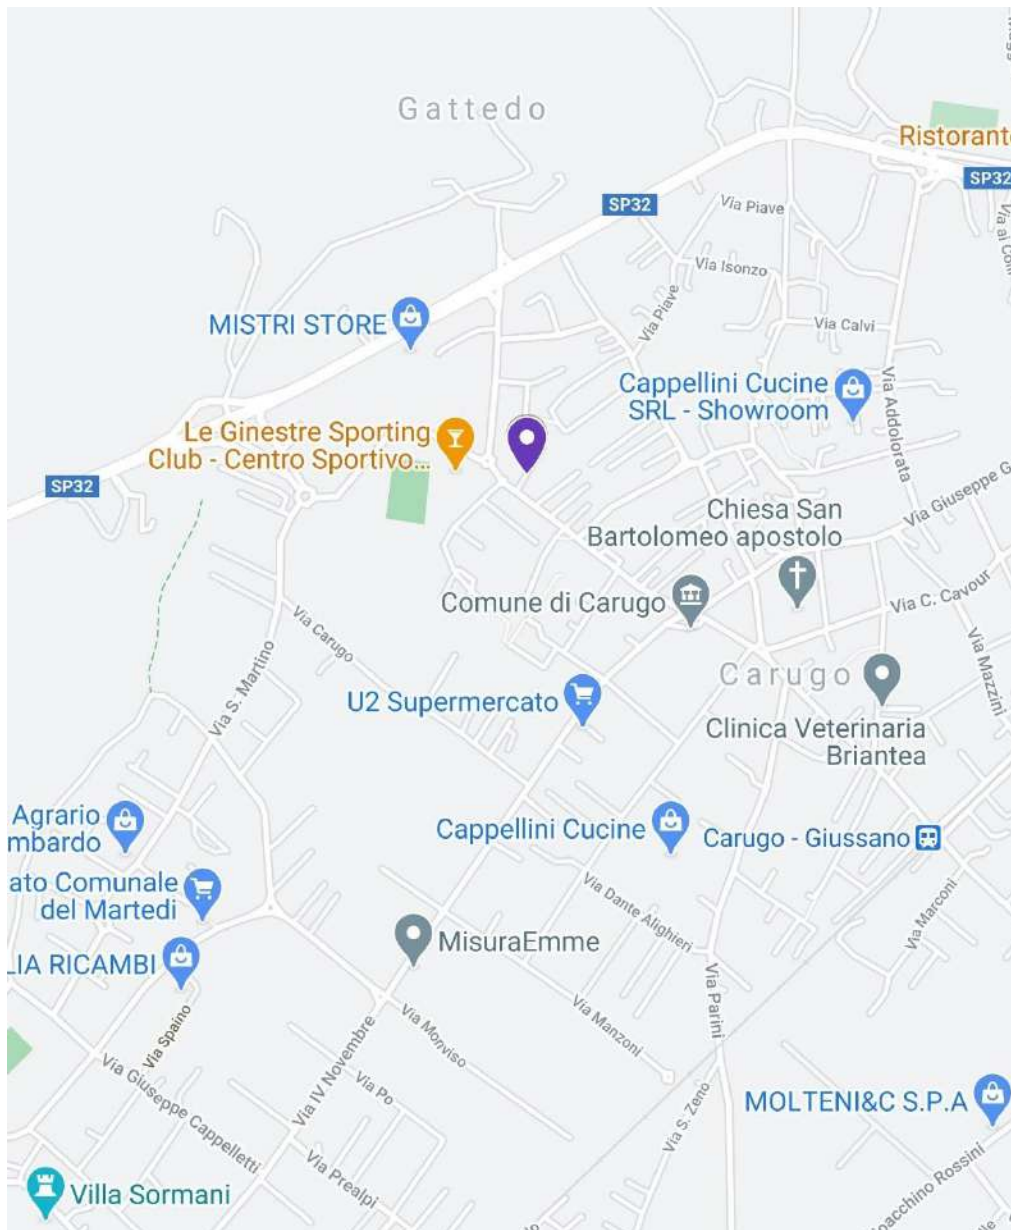 Gattedo
Ristorante
SP32
SP32
Via Piave
Via Isonzo
Via Piave
Via Calvi
MISTRI STORE
Cappellini Cucine
SRL - Showroom
Via Addolorata
Le Ginestre Sporting
Club - Centro Sportivo...
SP32
Via Giuseppe G
Chiesa San
Bartolomeo apostolo
Comune di Carugo
Via C. Cavour
Via Carugo
Via S. Martino
Via Mazzini
Carugo
U2 Supermercato
Clinica Veterinaria
Briantea
Agrario
mbardo
Cappellini Cucine
Carugo - Giussano
ato Comunale
del Martedi
Via Dante Alighieri
Via Marconi
MisuraEmme
LIA RICAMBI
Via Parini
Via Spaino
Via Monviso
Via Manzoni
Via IV Novembre
Via Po
Via Giuseppe Cappelletti
Via S. Zeno
MOLTENI&C S.P.A
Via Prealpi
oacchino Rossini
Villa Sormani